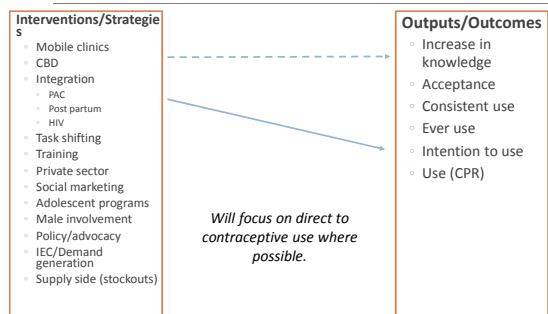 Interventions/Strategie
s
Mobile clinics
CBD
Integration
PAC
Post partum
HIV
Task shifting
Training
Private sector
Social marketing
Adolescent programs
Male involvement
Policy/advocacy
IEC/Demand
generation
Supply side (stockouts)
Will focus on direct to
contraceptive use where
possible.
Outputs/Outcomes
Increase in
knowledge
Acceptance
Consistent use
Ever use
Intention to use
Use (CPR)